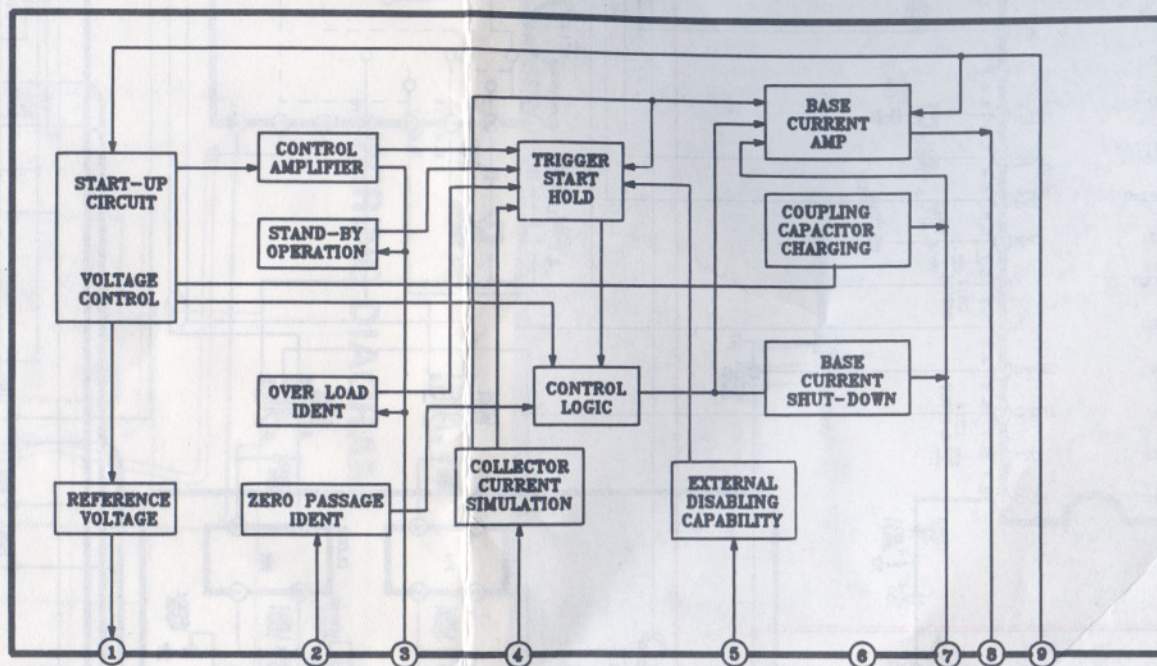 BASE
CURRENT
AMP
CONTROL
AMPLIFIER
TRIGGER
START
HOLD
START-UP
CIRCUIT
VOLTAGE
CONTROL
STAND-BY
OPERATION
COUPLING
CAPACITOR
CHARGING
OVER LOAD
IDENT
CONTROL
LOGIC
BASE
CURRENT
SHUT-DOWN
REFERENCE
VOLTAGE
ZERO PASSAGE
IDENT
COLLECTOR
CURRENT
SIMULATION
EXTERNAL
DISABLING
CAPABILITY
1 2 3 4 5 6 7 8 9